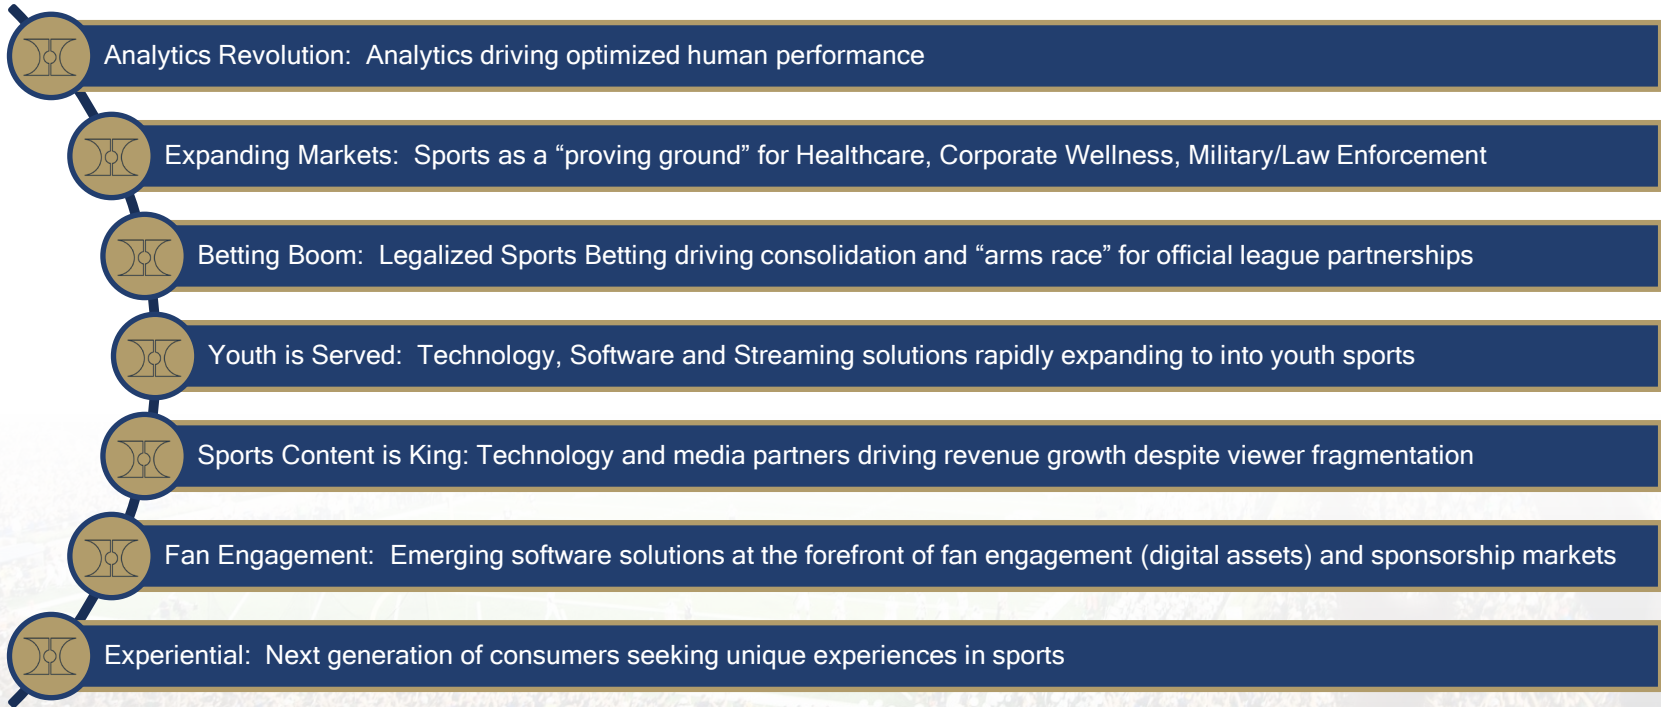 Analytics Revolution:  Analytics driving optimized human performance
Expanding Markets:  Sports as a “proving ground” for Healthcare, Corporate Wellness, Military/Law Enforcement
Betting Boom:  Legalized Sports Betting driving consolidation and “arms race” for official league partnerships
Youth is Served:  Technology, Software and Streaming solutions rapidly expanding to into youth sports
Sports Content is King: Technology and media partners driving revenue growth despite viewer fragmentation
Fan Engagement:  Emerging software solutions at the forefront of fan engagement (digital assets) and sponsorship markets
Experiential:  Next generation of consumers seeking unique experiences in sports